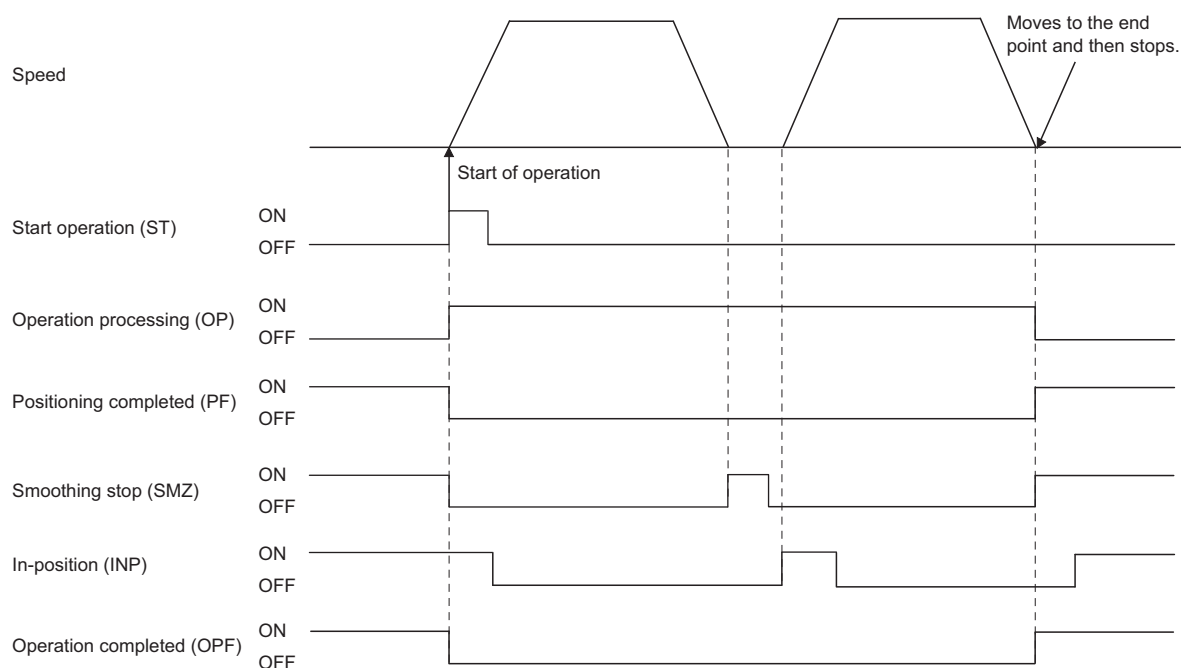 Moves to the end
point and then stops.
Speed
Start of operation
Start operation (ST)
ON
OFF
Operation processing (OP)
ON
OFF
Positioning completed (PF)
ON
OFF
Smoothing stop (SMZ)
ON
OFF
In-position (INP)
ON
OFF
Operation completed (OPF)
ON
OFF